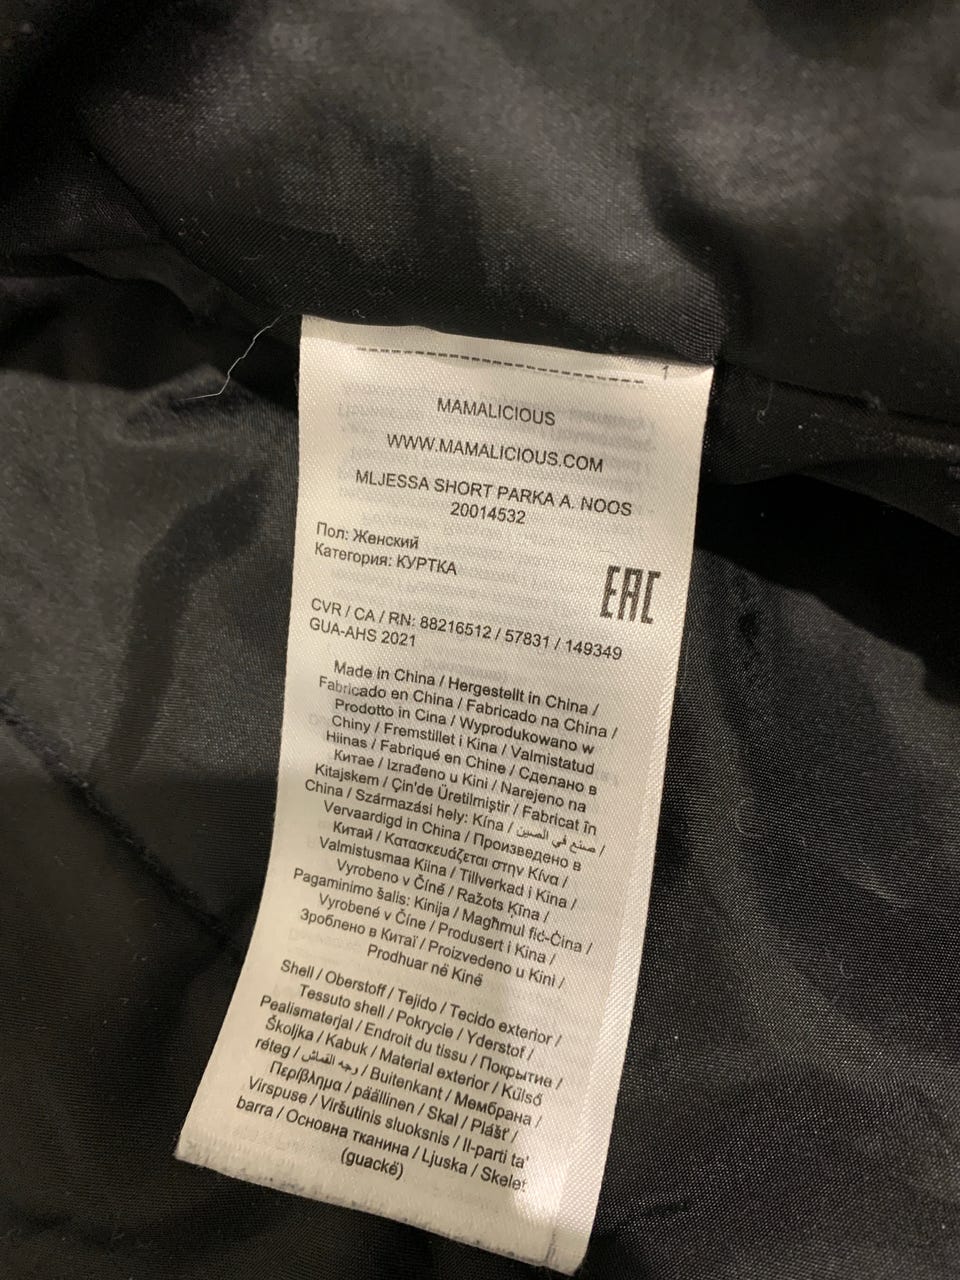 1
MAMALICIOUS
WWW.MAMALICIOUS.COM
MLJESSA SHORT PARKA A. NOOS
20014532
Пол: Женский
Категория: КУРТКА
EAC
CVR / CA / RN: 88216512 / 57831 / 149349
GUA-AHS 2021
Made in China / Hergestellt in China /
Fabricado en China / Fabricado na China /
Prodotto in Cina / Wyprodukowano w
Chiny / Fremstillet i Kina / Valmistatud
Hiinas / Fabriqué en Chine / Сделано в
Китае / Izrađeno u Kini / Narejeno na
Kitajskem / Çin'de Üretilmiştir / Fabricat în
China / Származási hely: Kína / صنع في الصين /
Vervaardigd in China / Произведено в
Китай / Κατασκευάζεται στην Κίνα /
Valmistusmaa Kiina / Tillverkad i Kina /
Vyrobeno v Číně / Ražots Ķīna /
Pagaminimo šalis: Kinija / Magħmul fiċ-Ċina /
Vyrobené v Číne / Produsert i Kina /
Зроблено в Китаї / Proizvedeno u Kini /
Prodhuar në Kinë
Shell / Oberstoff / Tejido / Tecido exterior /
Tessuto shell / Pokrycie / Yderstof /
Pealismaterjal / Endroit du tissu / Покрытие /
Školjka / Kabuk / Material exterior / Külső
réteg / وجه القماش / Buitenkant / Мембрана /
Περίβλημα / päällinen / Skal / Plášť /
Virspuse / Viršutinis sluoksnis / Il-parti ta'
barra / Основна тканина / Ljuska / Skelet
(guackë)